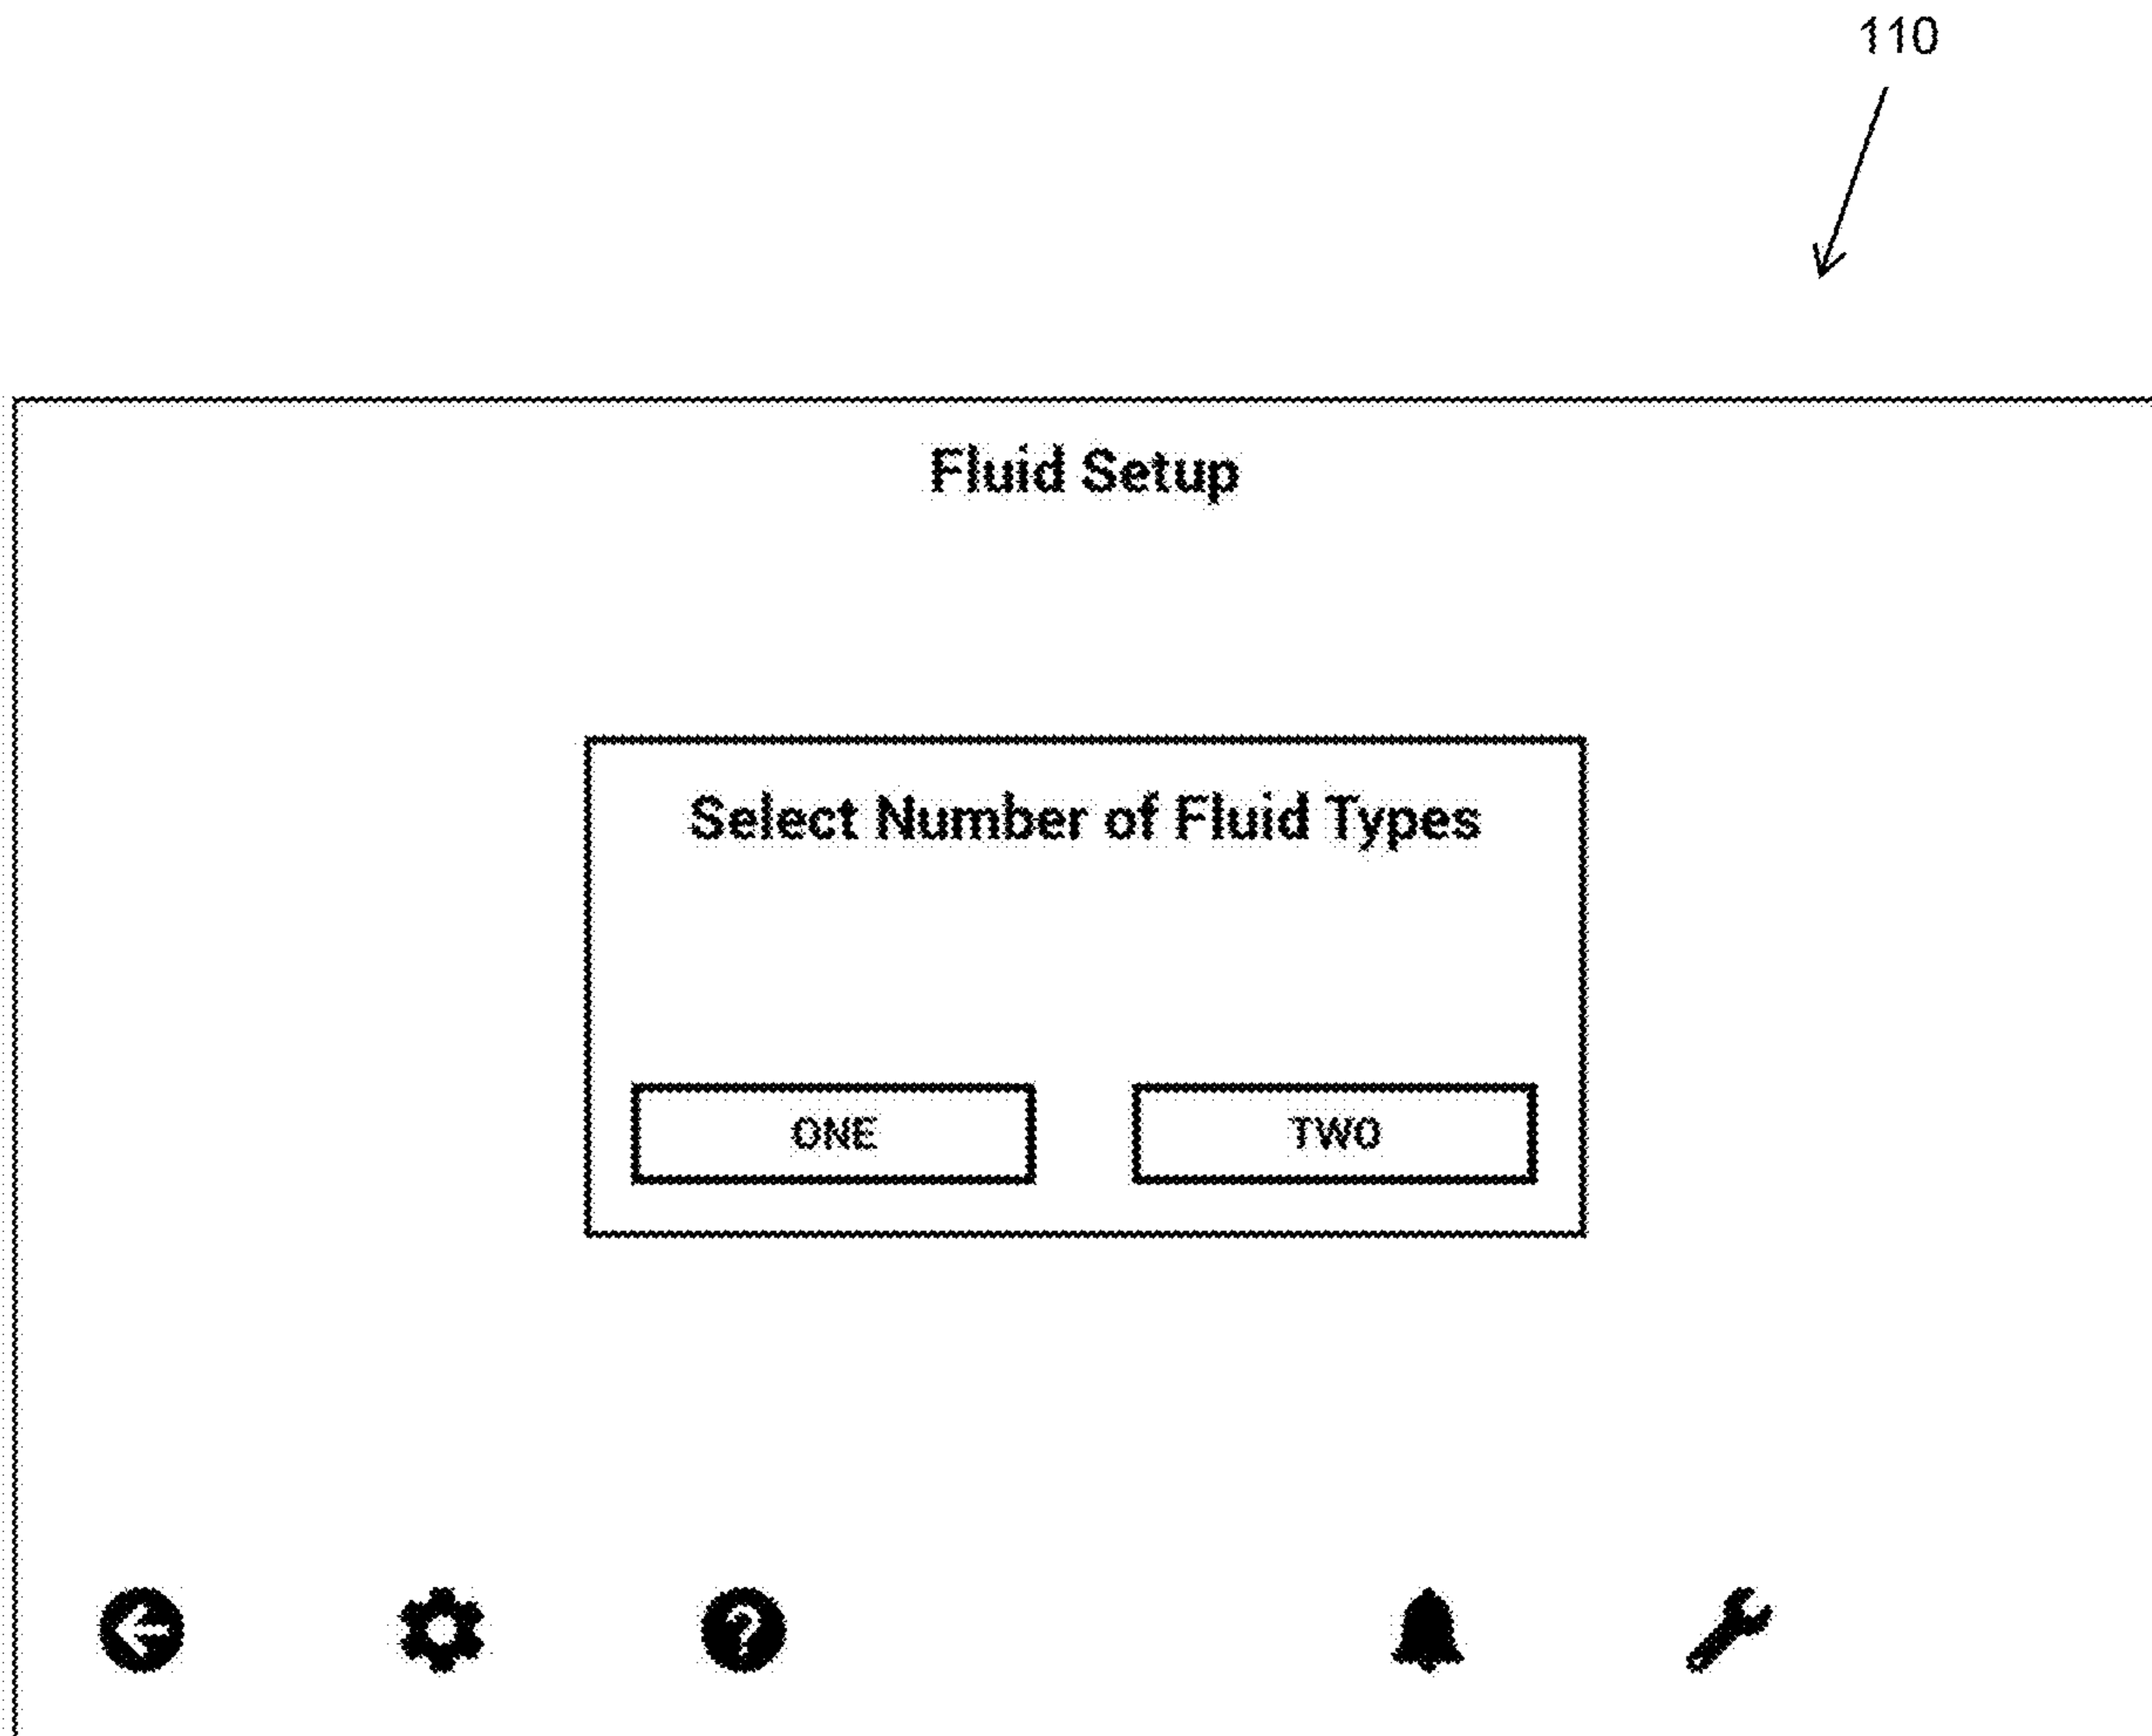 110
Fluid Setup
Select Number of Fluid Types
ONE
TWO
?